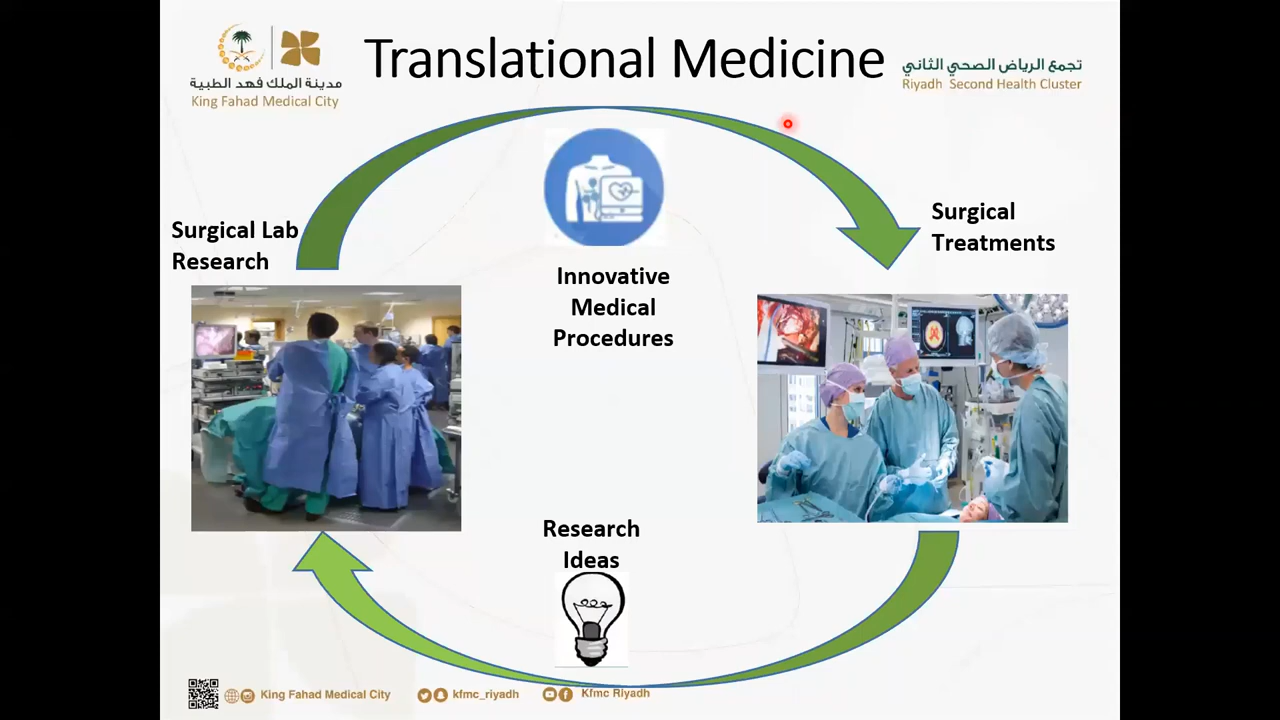 Translational Medicine
مدينة الملك فهد الطبية
King Fahad Medical City
تجمع الرياض الصحي الثاني
Riyadh Second Health Cluster
Surgical Lab
Research
Innovative
Medical
Procedures
Surgical
Treatments
Research
Ideas
King Fahad Medical City
kfmc_riyadh
Kfmc Riyadh